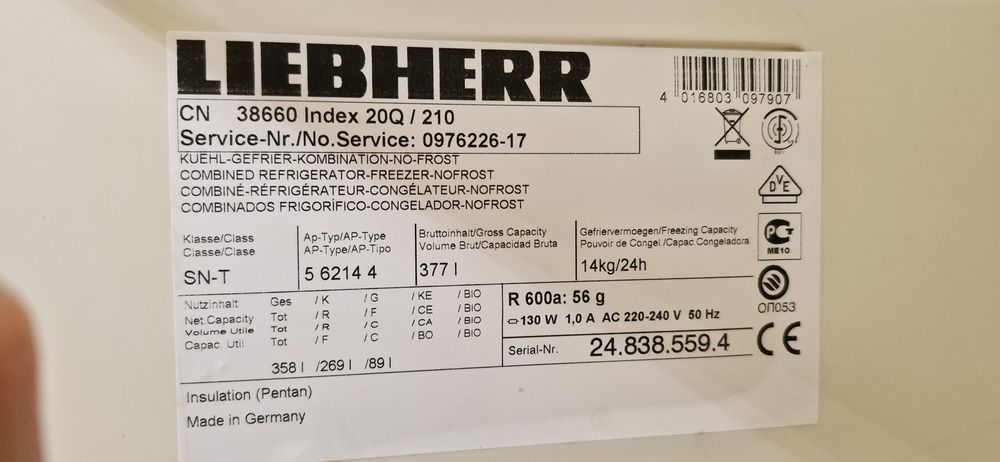 LIEBHERR
4 016803 097907
CN 38660 Index 20Q / 210
Service-Nr./No.Service: 0976226-17
KUEHL-GEFRIER-KOMBINATION-NO-FROST
COMBINED REFRIGERATOR-FREEZER-NOFROST
COMBINÉ-RÉFRIGÉRATEUR-CONGÉLATEUR-NOFROST
COMBINADOS FRIGORÍFICO-CONGELADOR-NOFROST
DVE
Klasse/Class
Classe/Clase
SN-T
Ap-Typ/AP-Type
AP-Type/AP-Tipo
5 6214 4
Bruttoinhalt/Gross Capacity
Volume Brut/Capacidad Bruta
377 l
Gefriervermoegen/Freezing Capacity
Pouvoir de Congel./Capac.Congeladora
14kg/24h
РСТ
ME10
ОП053
CE
Nutzinhalt Ges / K / G / KE / BIO
Net.Capacity Tot / R / F / CE / BIO
Volume Utile Tot / R / C / CA / BIO
Capac. Util Tot / F / C / BO / BIO
358 l /269 l /89 l
R 600a: 56 g
130 W 1,0 A AC 220-240 V 50 Hz
Serial-Nr. 24.838.559.4
Insulation (Pentan)
Made in Germany